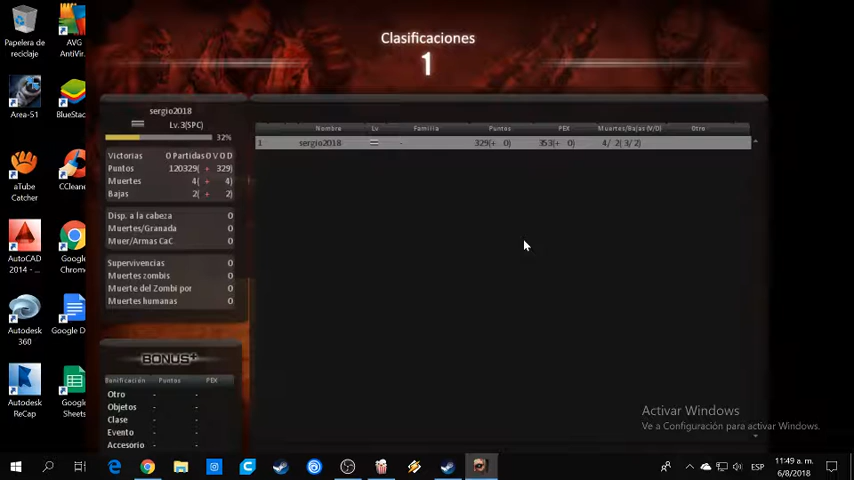 Papelera de
reciclaje
AVG
AntiVir...
Area-51
BlueStac
aTube
Catcher
CCleane
AutoCAD
2014 - ...
Google
Chrom
Autodesk
360
Google D
Autodesk
ReCap
Google
Sheets
Clasificaciones
1
sergio2018
Lv.3(SPC)
32%
Victorias 0 Partidas0 V 0 D
Puntos 120329( + 329)
Muertes 4( + 4)
Bajas 2( + 2)
Disp. a la cabeza 0
Muertes/Granada 0
Muer/Armas CaC 0
Supervivencias 0
Muertes zombis 0
Muerte del Zombi por 0
Muertes humanas 0
BONUS+
Bonificación Puntos PEX
Otro - -
Objetos - -
Clase - -
Evento - -
Accesorio - -
Nombre Lv Familia Puntos PEX Muertes/Bajas (V/D) Otro
1 sergio2018 - 329(+ 0) 353(+ 0) 4/ 2( 3/ 2)
Activar Windows
Ve a Configuración para activar Windows.
ESP
11:49 a. m.
6/8/2018